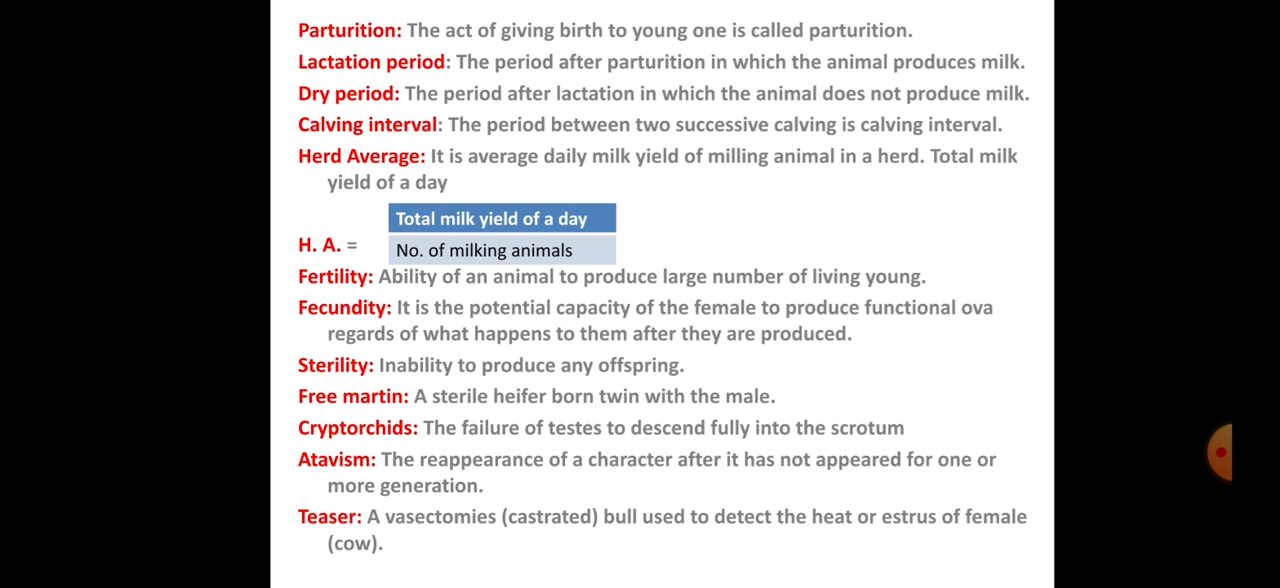 Parturition: The act of giving birth to young one is called parturition.
Lactation period: The period after parturition in which the animal produces milk.
Dry period: The period after lactation in which the animal does not produce milk.
Calving interval: The period between two successive calving is calving interval.
Herd Average: It is average daily milk yield of milling animal in a herd. Total milk
yield of a day
Total milk yield of a day
H. A. =
No. of milking animals
Fertility: Ability of an animal to produce large number of living young.
Fecundity: It is the potential capacity of the female to produce functional ova
regards of what happens to them after they are produced.
Sterility: Inability to produce any offspring.
Free martin: A sterile heifer born twin with the male.
Cryptorchids: The failure of testes to descend fully into the scrotum
Atavism: The reappearance of a character after it has not appeared for one or
more generation.
Teaser: A vasectomies (castrated) bull used to detect the heat or estrus of female
(cow).